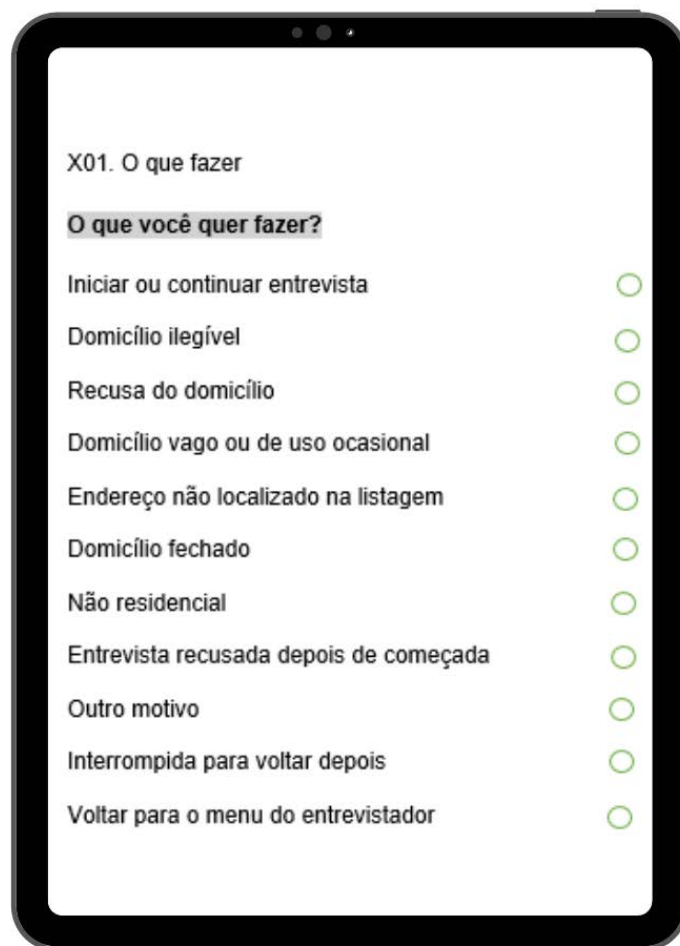 X01. O que fazer
O que você quer fazer?
Iniciar ou continuar entrevista
Domicílio ilegível
Recusa do domicílio
Domicílio vago ou de uso ocasional
Endereço não localizado na listagem
Domicílio fechado
Não residencial
Entrevista recusada depois de começada
Outro motivo
Interrompida para voltar depois
Voltar para o menu do entrevistador